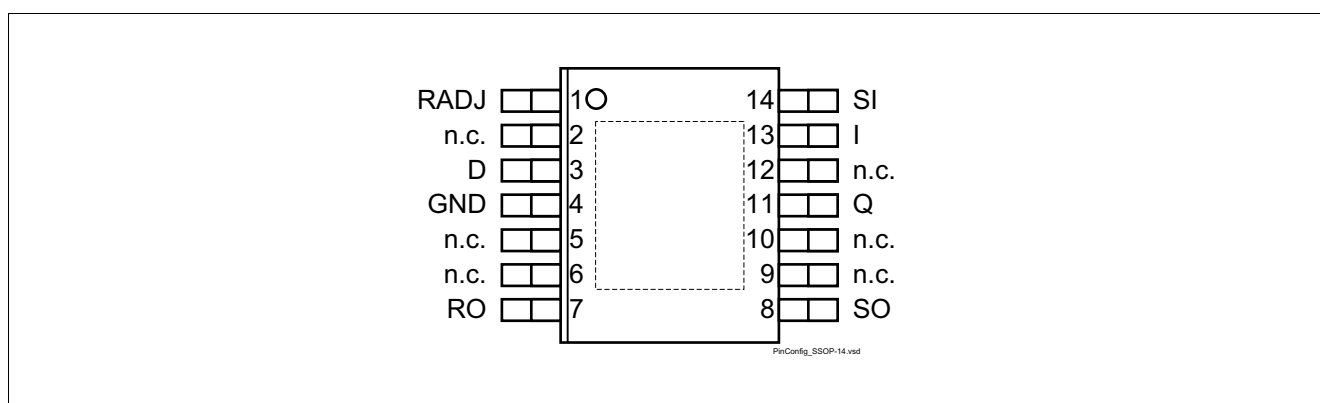 RADJ 1 14 SI
n.c. 2 13 I
D 3 12 n.c.
GND 4 11 Q
n.c. 5 10 n.c.
n.c. 6 9 n.c.
RO 7 8 SO
PinConfig_SSOP-14.vsd